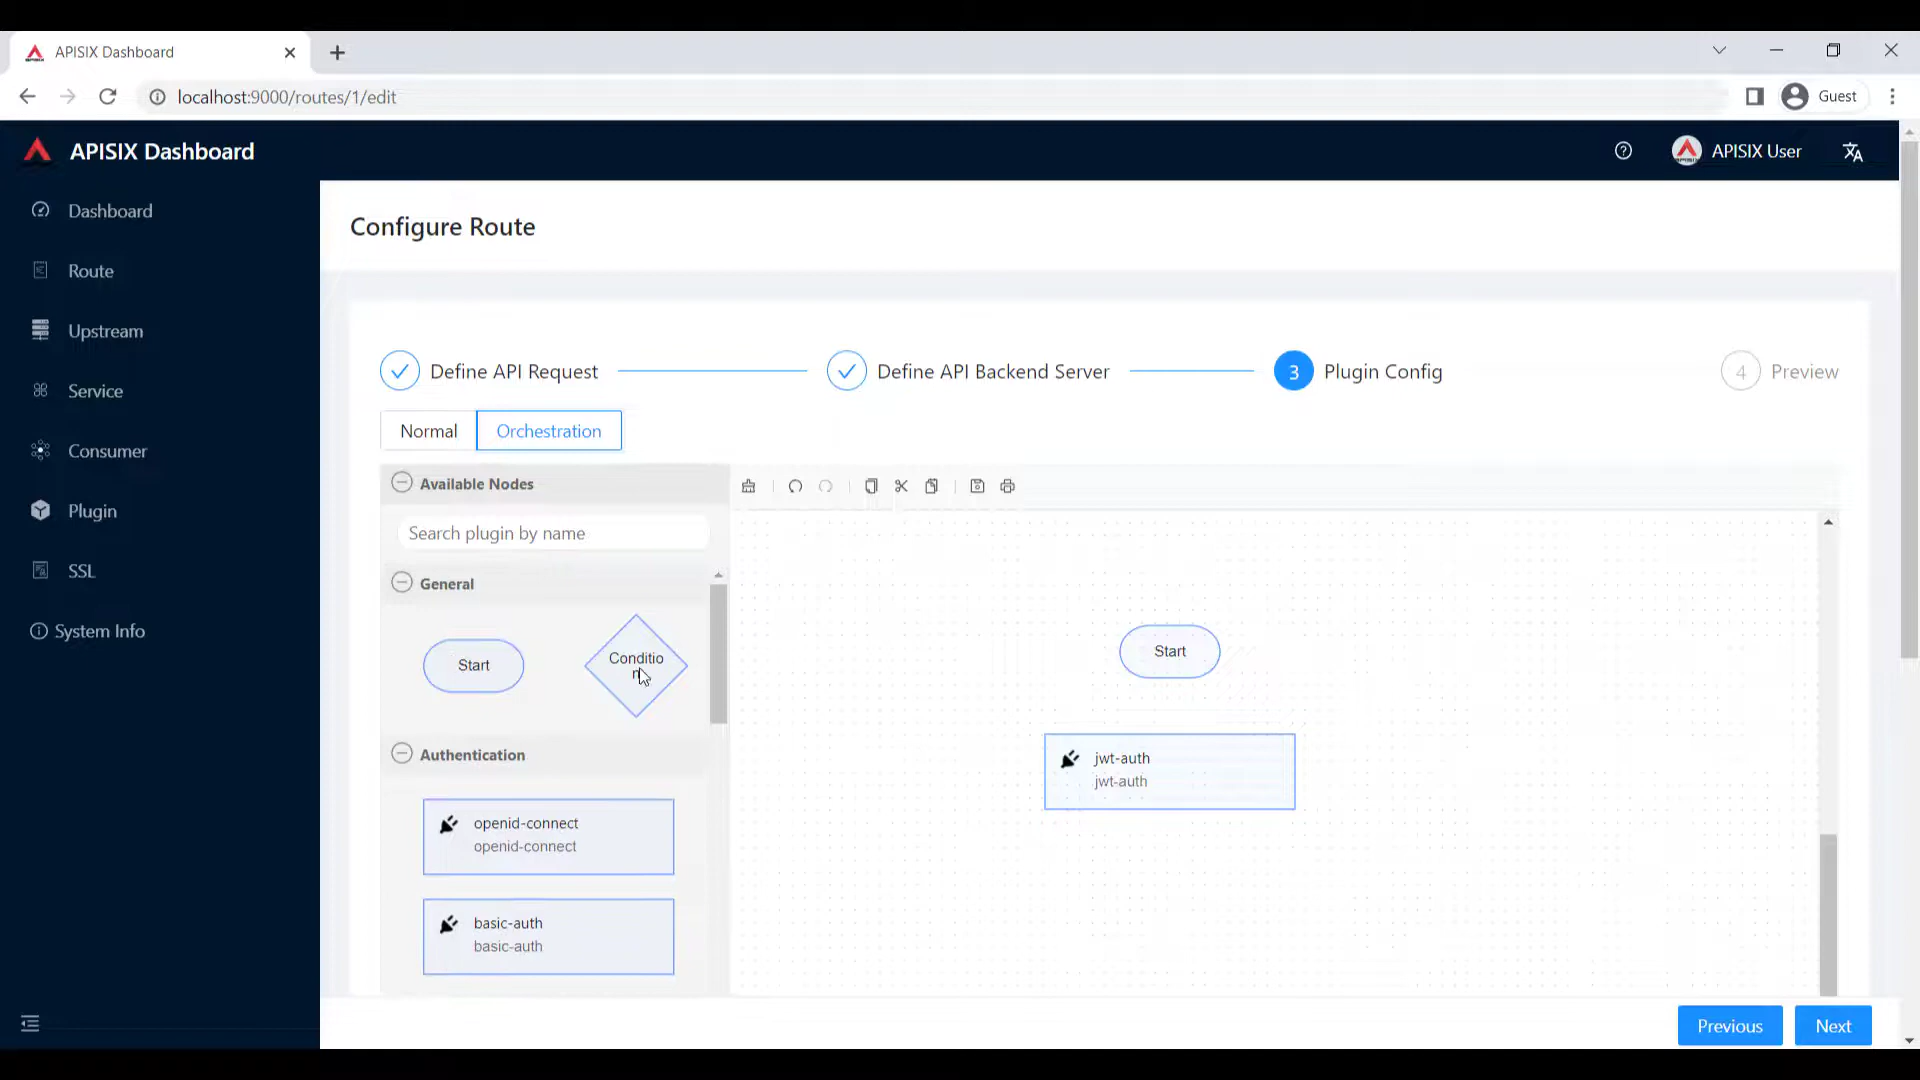 APISIX Dashboard
localhost:9000/routes/1/edit
Guest
APISIX Dashboard
APISIX User
Dashboard
Route
Upstream
Service
Consumer
Plugin
SSL
System Info
Configure Route
Define API Request
Define API Backend Server
3
Plugin Config
4
Preview
Normal
Orchestration
Available Nodes
Search plugin by name
General
Start
Conditio
n
Authentication
openid-connect
openid-connect
basic-auth
basic-auth
Start
jwt-auth
jwt-auth
Previous
Next